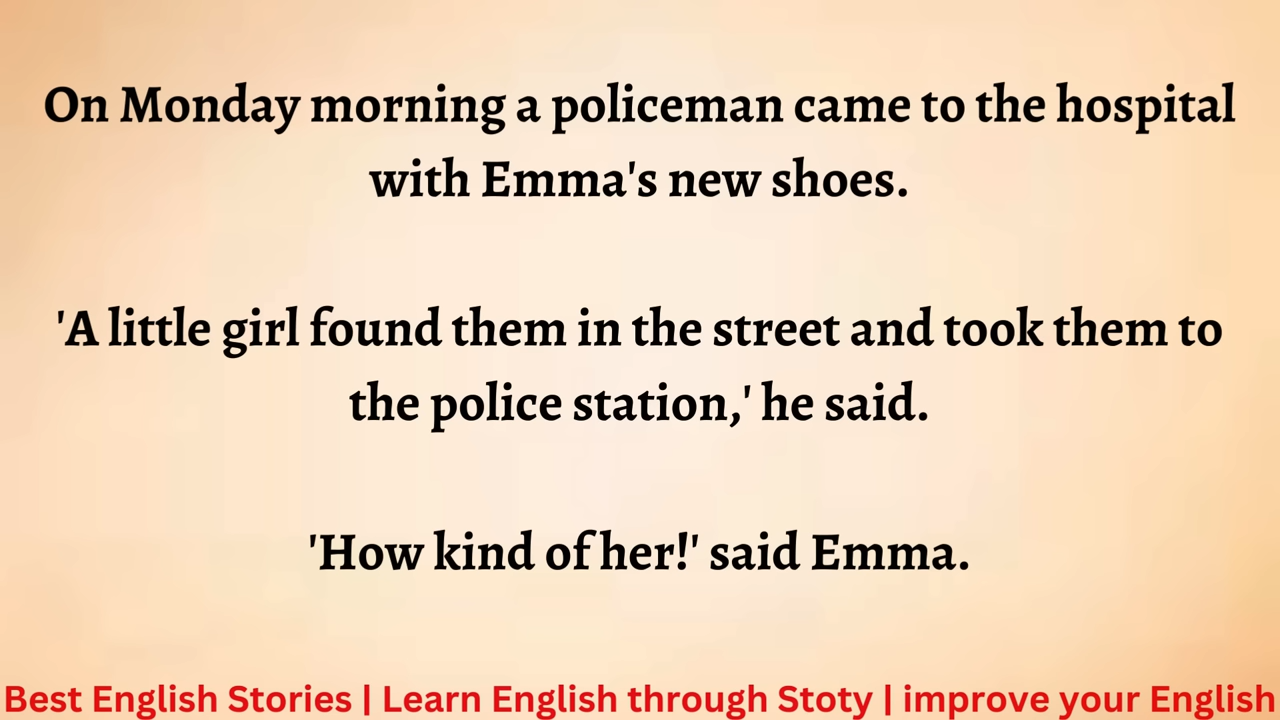 On Monday morning a policeman came to the hospital
with Emma's new shoes.
'A little girl found them in the street and took them to
the police station,' he said.
'How kind of her!' said Emma.
Best English Stories | Learn English through Stoty | improve your English